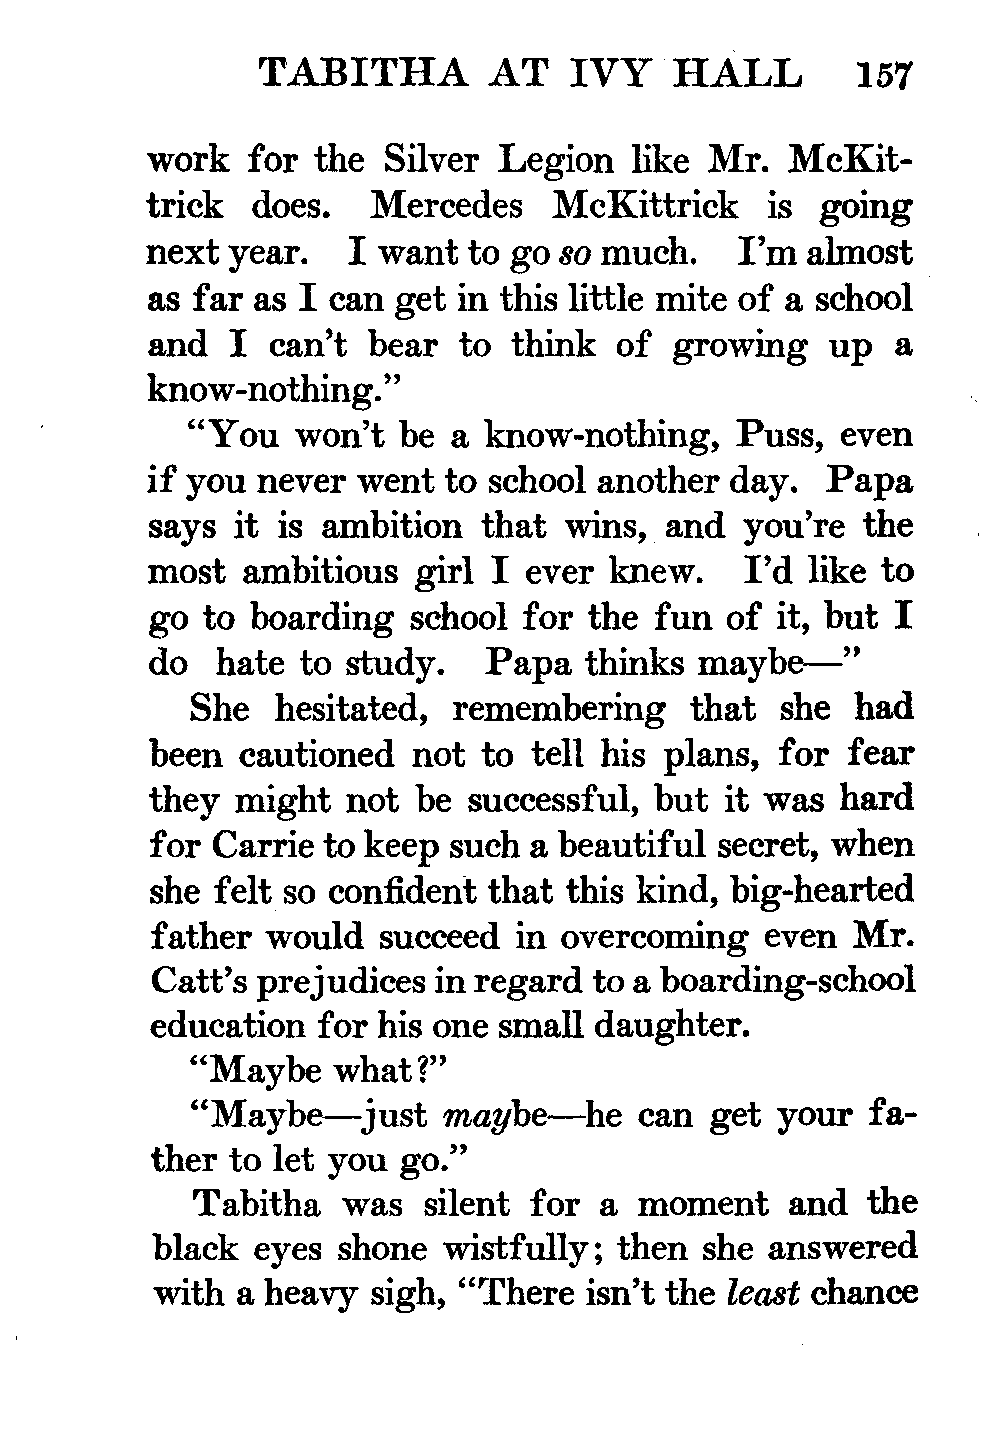 TABITHA AT IVY HALL 157
work for the Silver Legion like Mr. McKit-
trick does. Mercedes McKittrick is going
next year. I want to go so much. I'm almost
as far as I can get in this little mite of a school
and I can't bear to think of growing up a
know-nothing."
"You won't be a know-nothing, Puss, even
if you never went to school another day. Papa
says it is ambition that wins, and you're the
most ambitious girl I ever knew. I'd like to
go to boarding school for the fun of it, but I
do hate to study. Papa thinks maybe—"
She hesitated, remembering that she had
been cautioned not to tell his plans, for fear
they might not be successful, but it was hard
for Carrie to keep such a beautiful secret, when
she felt so confident that this kind, big-hearted
father would succeed in overcoming even Mr.
Catt's prejudices in regard to a boarding-school
education for his one small daughter.
"Maybe what?"
"Maybe—just maybe—he can get your fa-
ther to let you go."
Tabitha was silent for a moment and the
black eyes shone wistfully; then she answered
with a heavy sigh, "There isn't the least chance